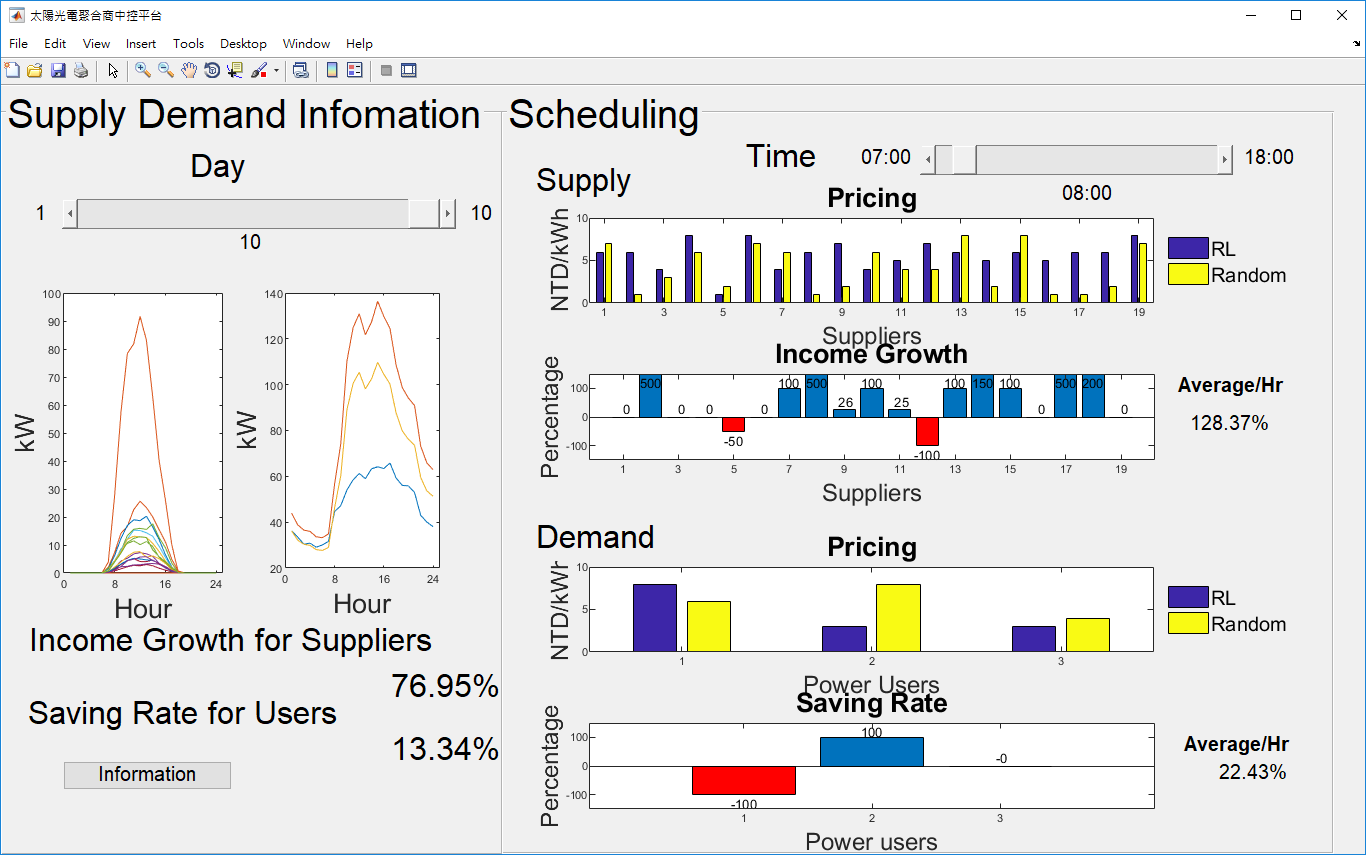 太陽光電聚合商中控平台
File Edit View Insert Tools Desktop Window Help
Supply Demand Infomation
Day
1 10
10
100
90
80
70
60
50
40
30
20
10
0
kW
0 8 16 24
Hour
140
120
100
80
60
40
20
kW
0 8 16 24
Hour
Income Growth for Suppliers
76.95%
Saving Rate for Users
13.34%
Information
Scheduling
Time 07:00 18:00
08:00
Supply
Pricing
NTD/kWh
10
5
0
1 3 5 7 9 11 13 15 17 19
Suppliers
RL
Random
Income Growth
Percentage
100
0
-100
0 500 0 0 -50 0 100 500 26 100 25 -100 100 150 100 0 500 200 0
1 3 5 7 9 11 13 15 17 19
Suppliers
Average/Hr
128.37%
Demand
Pricing
NTD/kWh
10
5
0
1 2 3
Power Users
RL
Random
Saving Rate
Percentage
100
0
-100
-100 100 -0
1 2 3
Power users
Average/Hr
22.43%